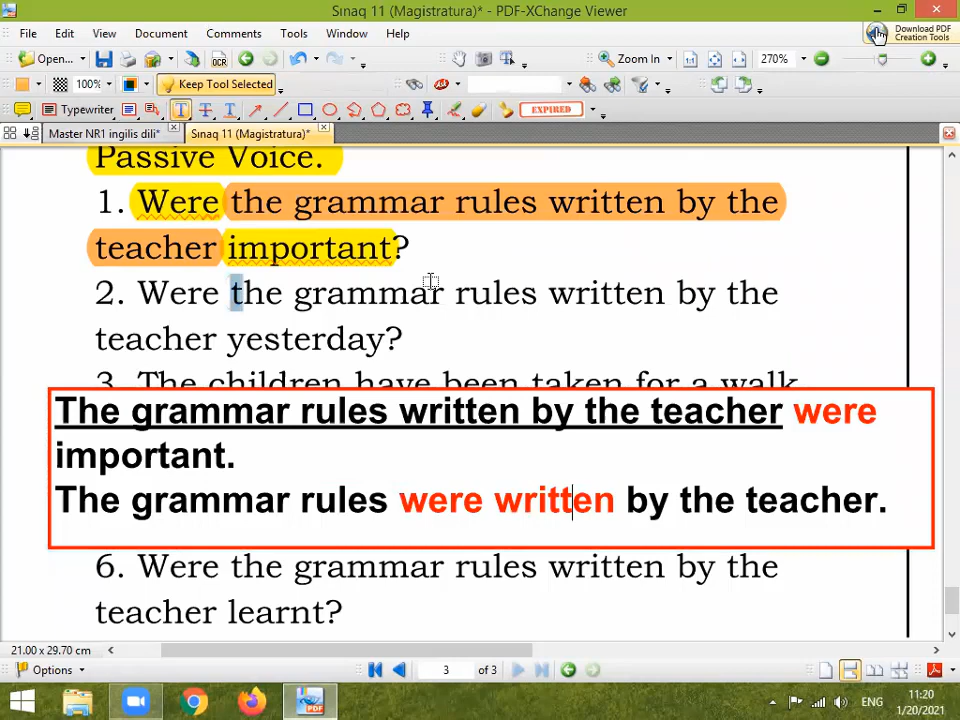 Sınaq 11 (Magistratura)* - PDF-XChange Viewer
File Edit View Document Comments Tools Window Help
Download PDF
Creation Tools
Open... OCR Zoom In 270%
100% Keep Tool Selected
Typewriter T T T EXPIRED
Master NR1 ingilis dili* Sınaq 11 (Magistratura)*
Passive Voice.
1. Were the grammar rules written by the
teacher important?
2. Were the grammar rules written by the
teacher yesterday?
3. The children have been taken for a walk
The grammar rules written by the teacher were
important.
The grammar rules were written by the teacher.
6. Were the grammar rules written by the
teacher learnt?
21.00 x 29.70 cm
Options 3 of 3
PDF ENG 11:20
1/20/2021